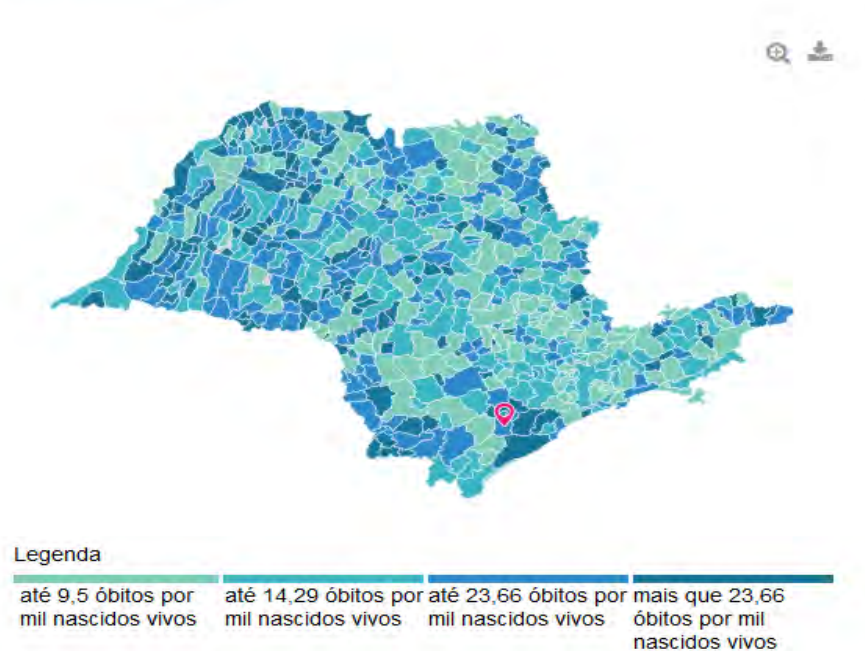 Legenda
até 9,5 óbitos por
mil nascidos vivos
até 14,29 óbitos por
mil nascidos vivos
até 23,66 óbitos por
mil nascidos vivos
mais que 23,66
óbitos por mil
nascidos vivos